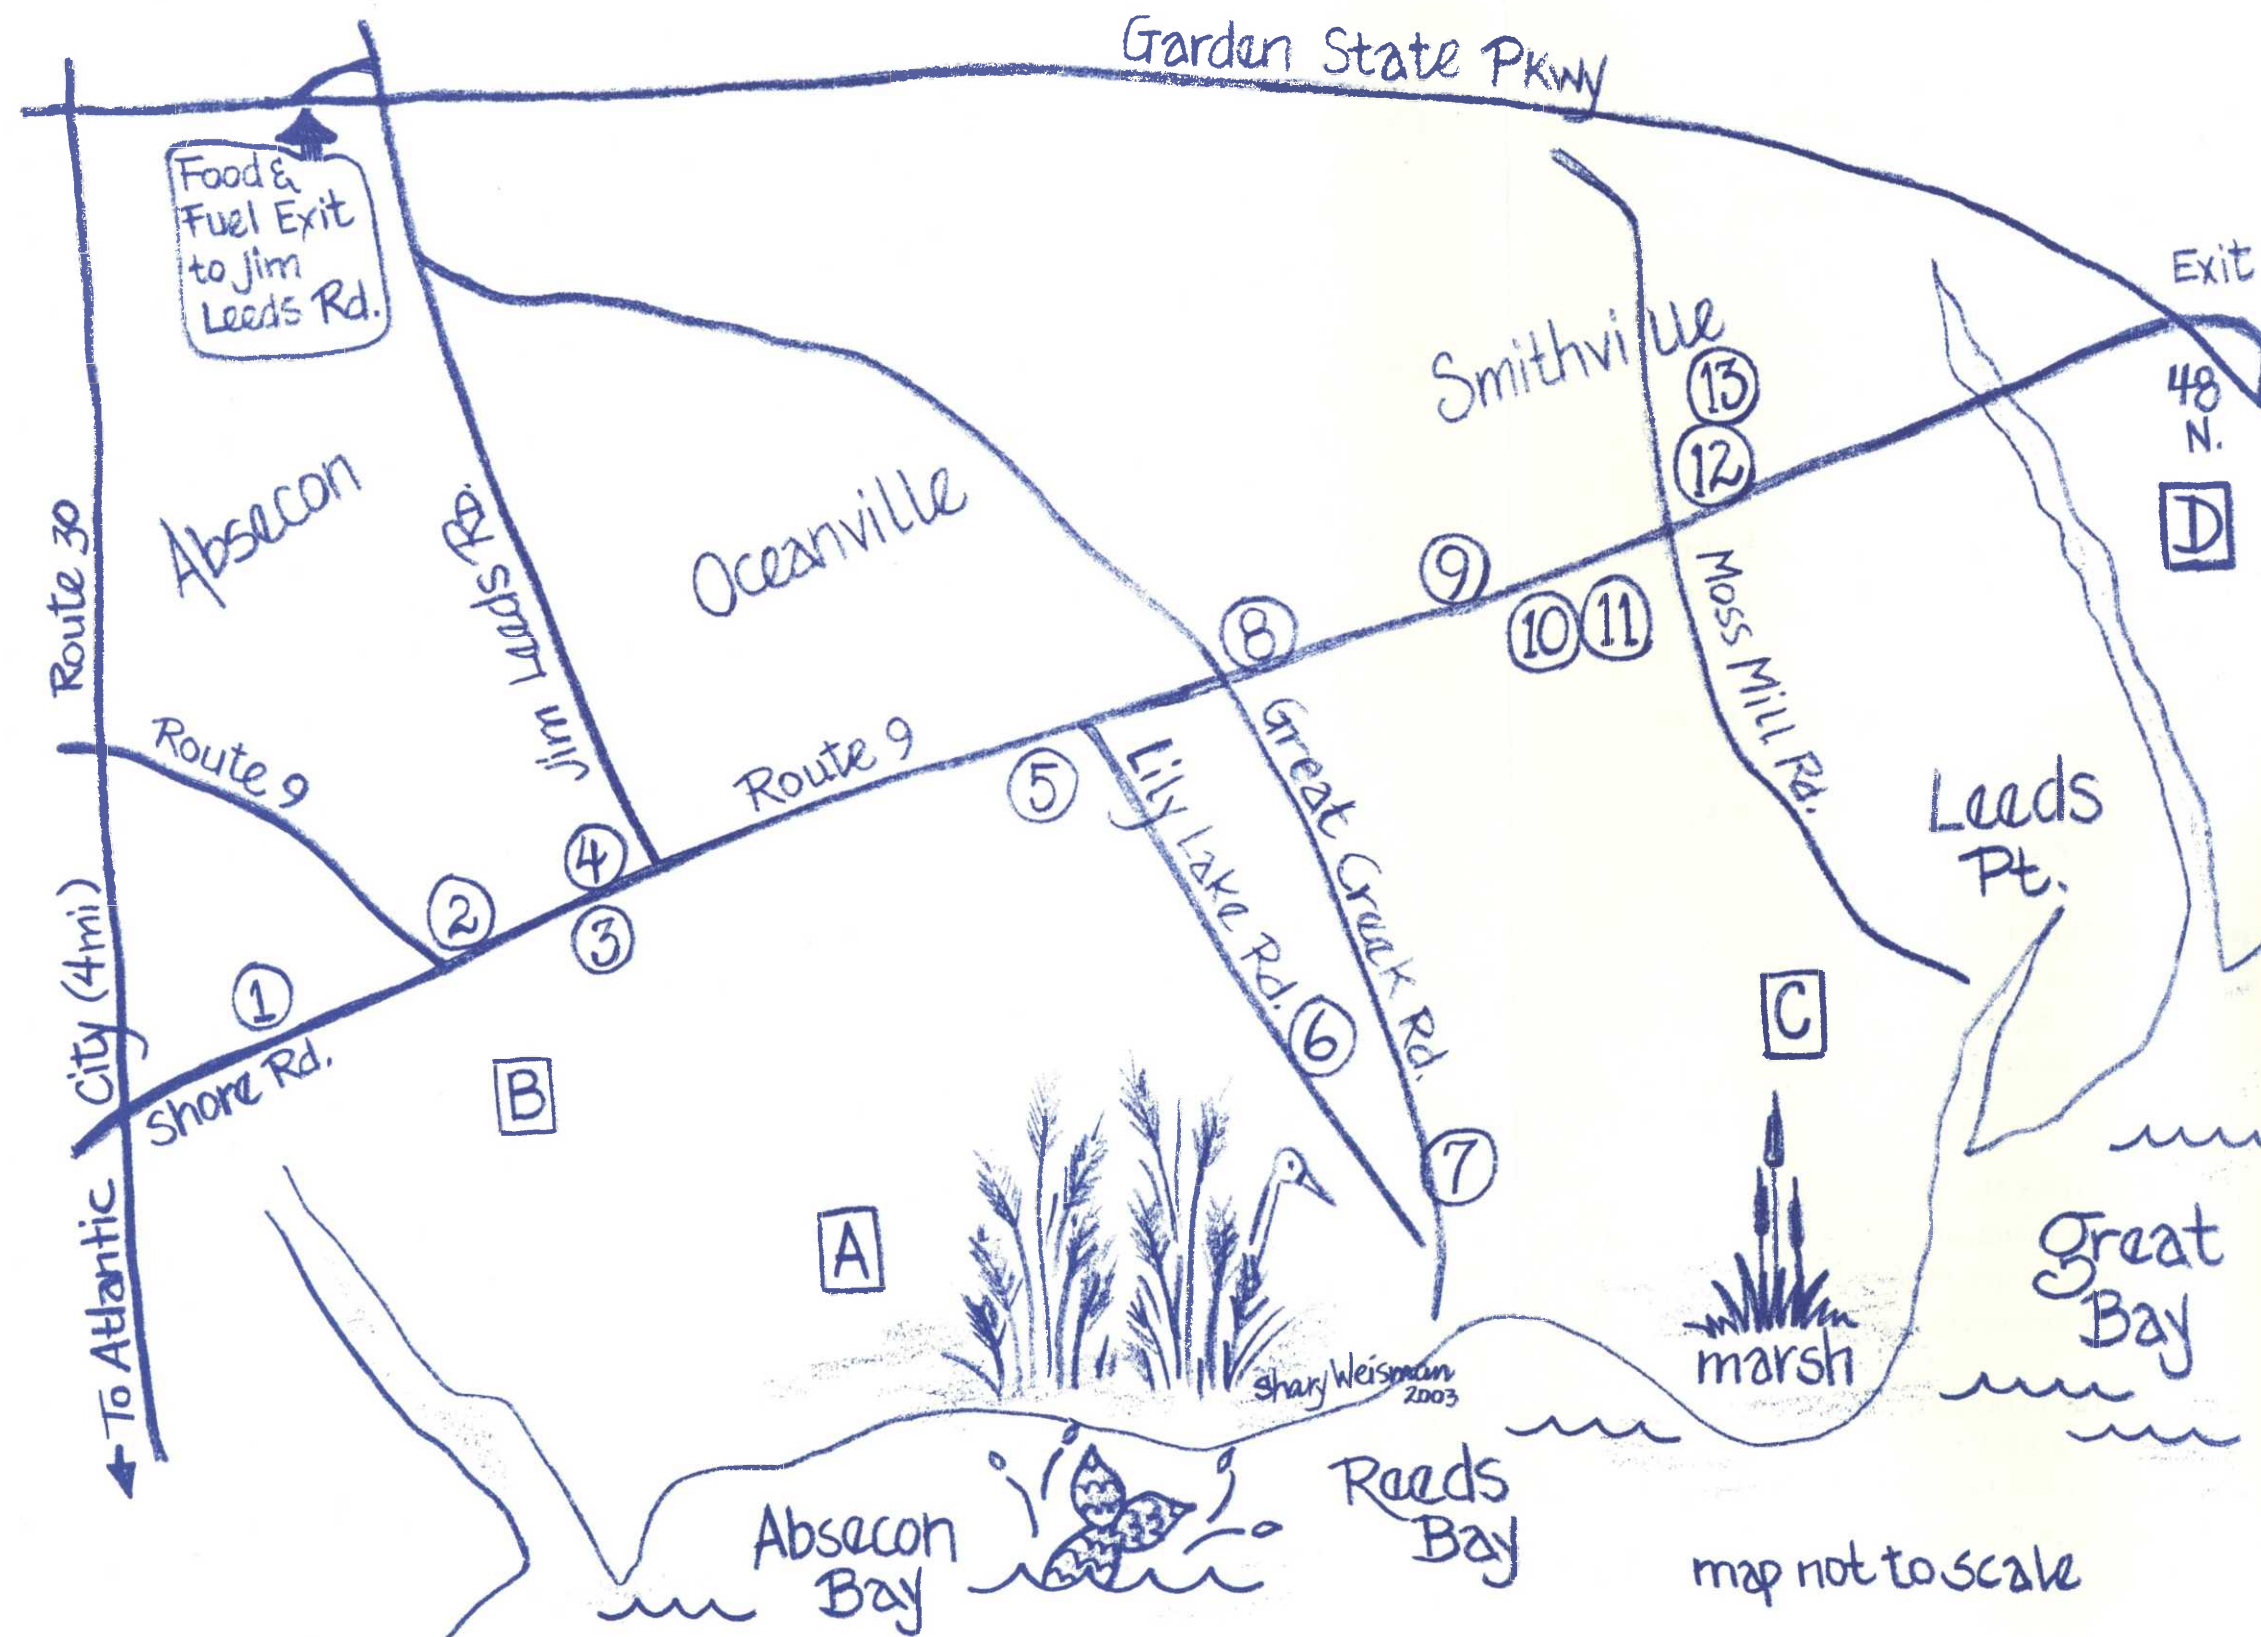 Garden State Pkwy
Food &
Fuel Exit
to Jim
Leeds Rd.
Exit
48
N.
Smithville
13
12
Absecon
Jim Leeds Rd.
Oceanville
Route 30
D
9
10
11
8
Moss Mill Rd.
Route 9
Route 9
5
Lily Lake Rd.
Great Creek Rd.
Leeds
Pt.
4
3
2
1
Shore Rd.
6
7
C
B
A
To Atlantic City (4mi)
Great
Bay
marsh
Shary Weisman
2003
Absecon
Bay
Reeds
Bay
map not to scale